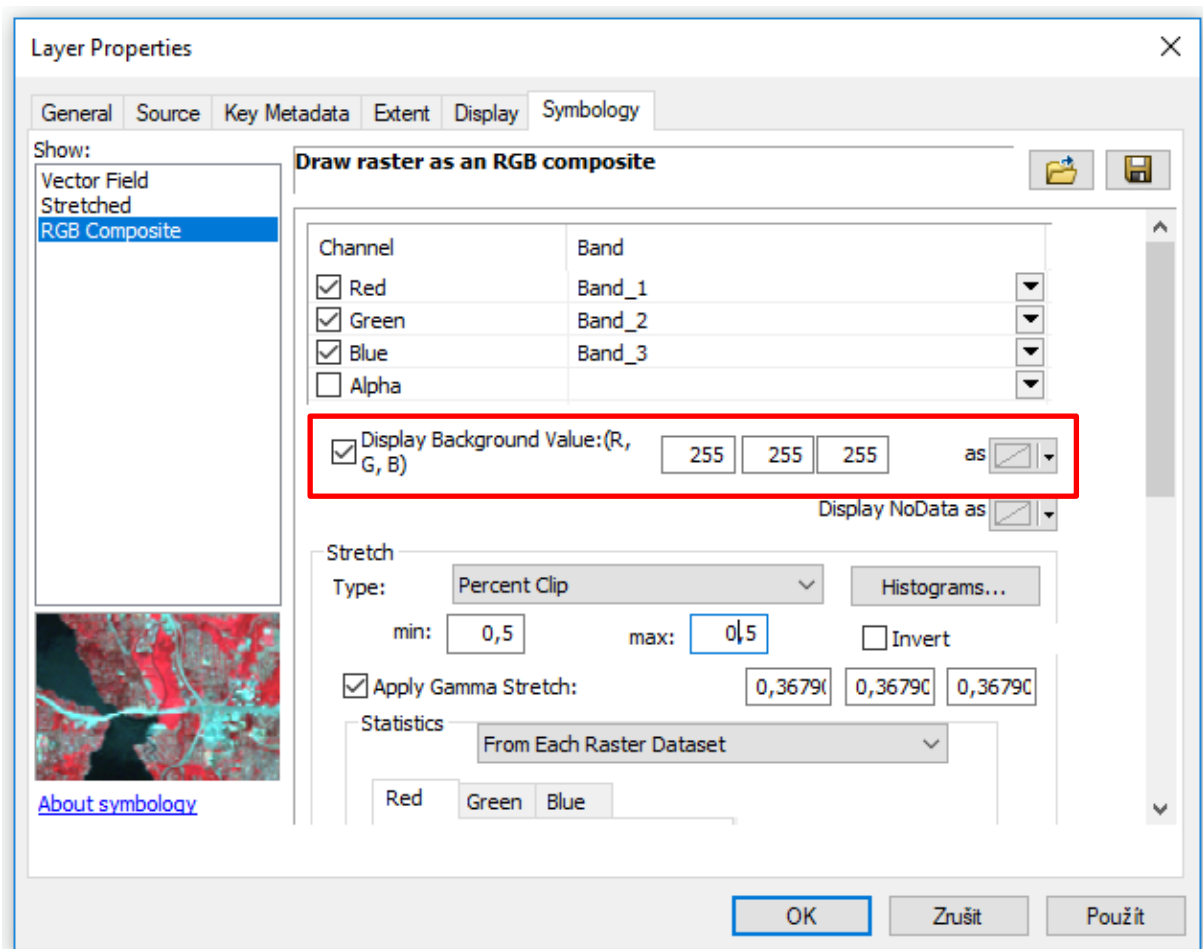 Layer Properties
General Source Key Metadata Extent Display Symbology
Show:
Vector Field
Stretched
RGB Composite
About symbology
Draw raster as an RGB composite
Channel Band
Red Band_1
Green Band_2
Blue Band_3
Alpha
Display Background Value:(R,
G, B) 255 255 255 as
Display NoData as
Stretch
Type: Percent Clip Histograms...
min: 0,5 max: 0,5 Invert
Apply Gamma Stretch: 0,3679 0,3679 0,3679
Statistics
From Each Raster Dataset
Red Green Blue
OK Zrušit Použít